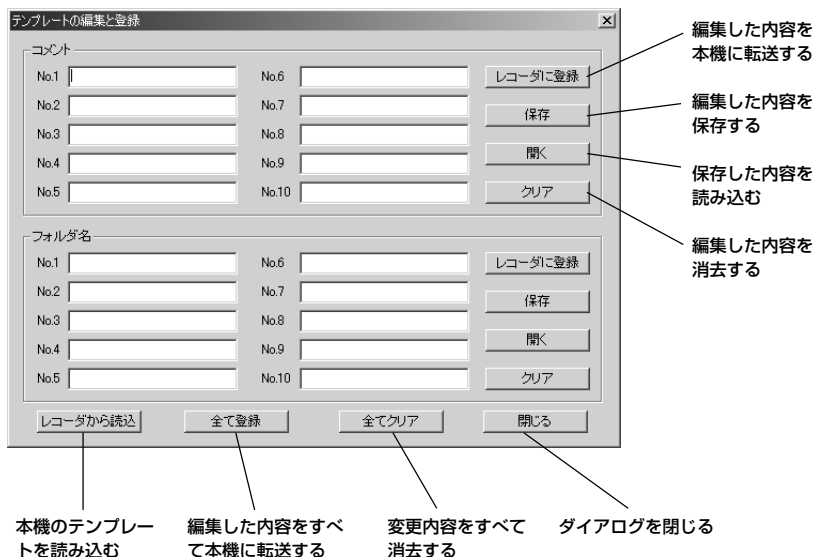 テンプレートの編集と登録
コメント
No.1
No.2
No.3
No.4
No.5
No.6
No.7
No.8
No.9
No.10
レコーダに登録
保存
開く
クリア
編集した内容を
本機に転送する
編集した内容を
保存する
保存した内容を
読み込む
編集した内容を
消去する
フォルダ名
No.1
No.2
No.3
No.4
No.5
No.6
No.7
No.8
No.9
No.10
レコーダに登録
保存
開く
クリア
レコーダから読込
全て登録
全てクリア
閉じる
本機のテンプレー
トを読み込む
編集した内容をすべ
て本機に転送する
変更内容をすべて
消去する
ダイアログを閉じる